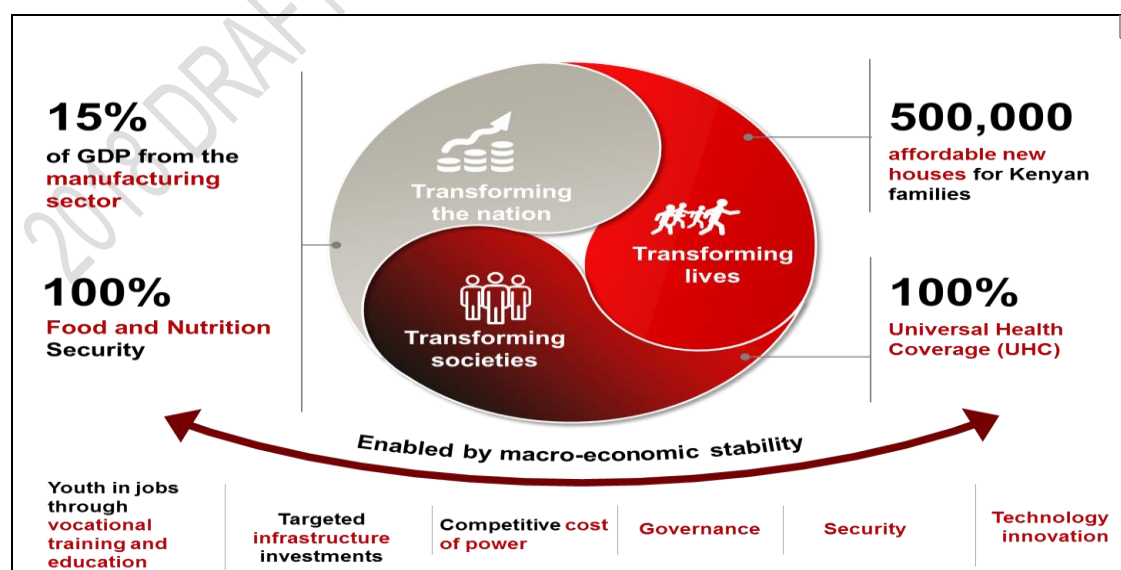 2018 DRAFT
15%
of GDP from the
manufacturing
sector
100%
Food and Nutrition
Security
Transforming
the nation
Transforming
lives
Transforming
societies
500,000
affordable new
houses for Kenyan
families
100%
Universal Health
Coverage (UHC)
Enabled by macro-economic stability
Youth in jobs
through
vocational
training and
education
Targeted
infrastructure
investments
Competitive cost
of power
Governance
Security
Technology
innovation